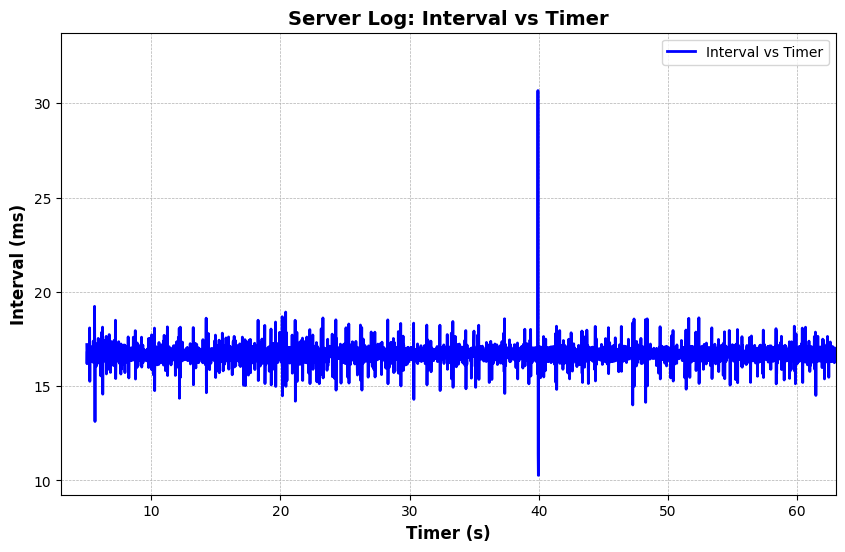 Server Log: Interval vs Timer
Interval vs Timer
30
25
20
15
10
Interval (ms)
10 20 30 40 50 60
Timer (s)